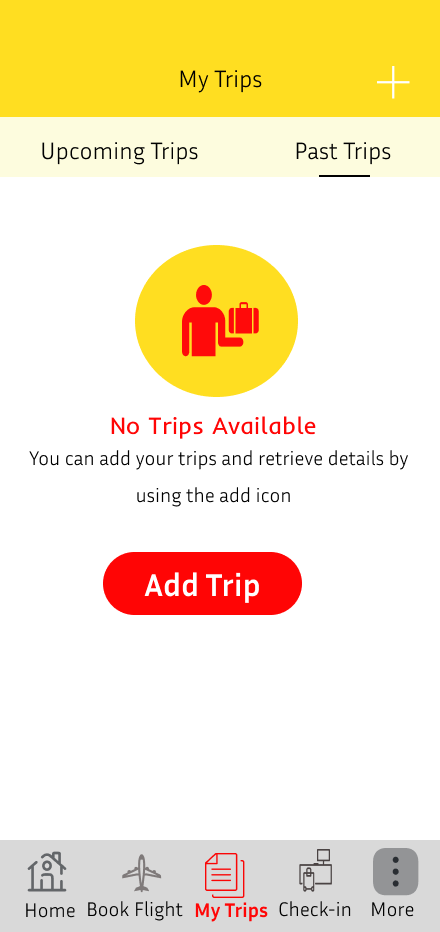 My Trips
Upcoming Trips
Past Trips
No Trips Available
You can add your trips and retrieve details by
using the add icon
Add Trip
Home
Book Flight
My Trips
Check-in
More